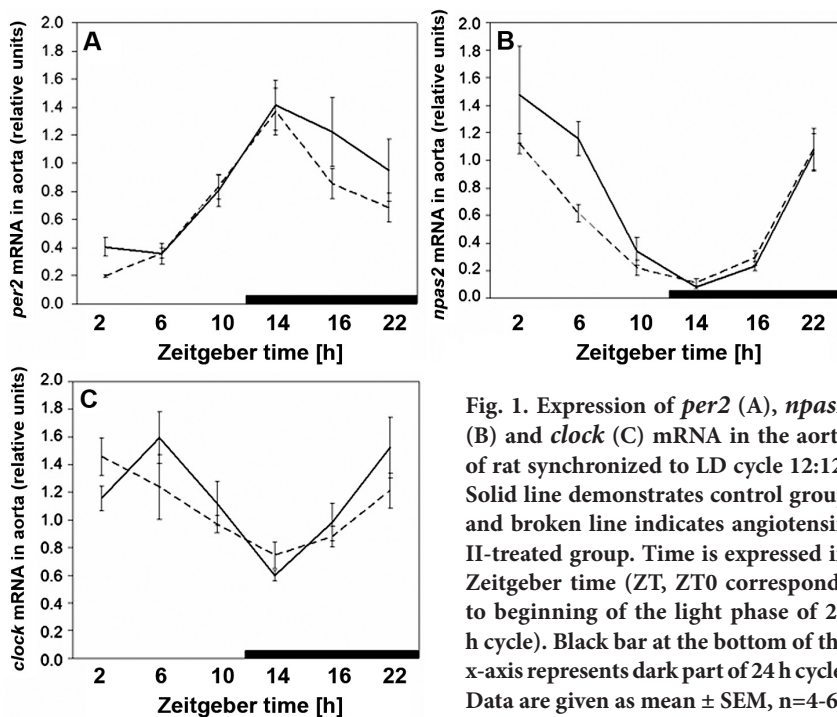 A
per2 mRNA in aorta (relative units)
2.0
1.8
1.6
1.4
1.2
1.0
0.8
0.6
0.4
0.2
0.0
2 6 10 14 16 22
Zeitgeber time [h]
B
npas2 mRNA in aorta (relative units)
2.0
1.8
1.6
1.4
1.2
1.0
0.8
0.6
0.4
0.2
0.0
2 6 10 14 16 22
Zeitgeber time [h]
C
clock mRNA in aorta (relative units)
2.0
1.8
1.6
1.4
1.2
1.0
0.8
0.6
0.4
0.2
0.0
2 6 10 14 16 22
Zeitgeber time [h]
Fig. 1. Expression of per2 (A),
(B) and clock (C) mRNA in the
of rat synchronized to LD cycle 12:12
Solid line demonstrates control group
and broken line indicates
II-treated group. Time is expressed
Zeitgeber time (ZT, ZT0
to beginning of the light phase of
h cycle). Black bar at the bottom of
x-axis represents dark part of 24 h cycle
Data are given as mean ± SEM, n=4-6